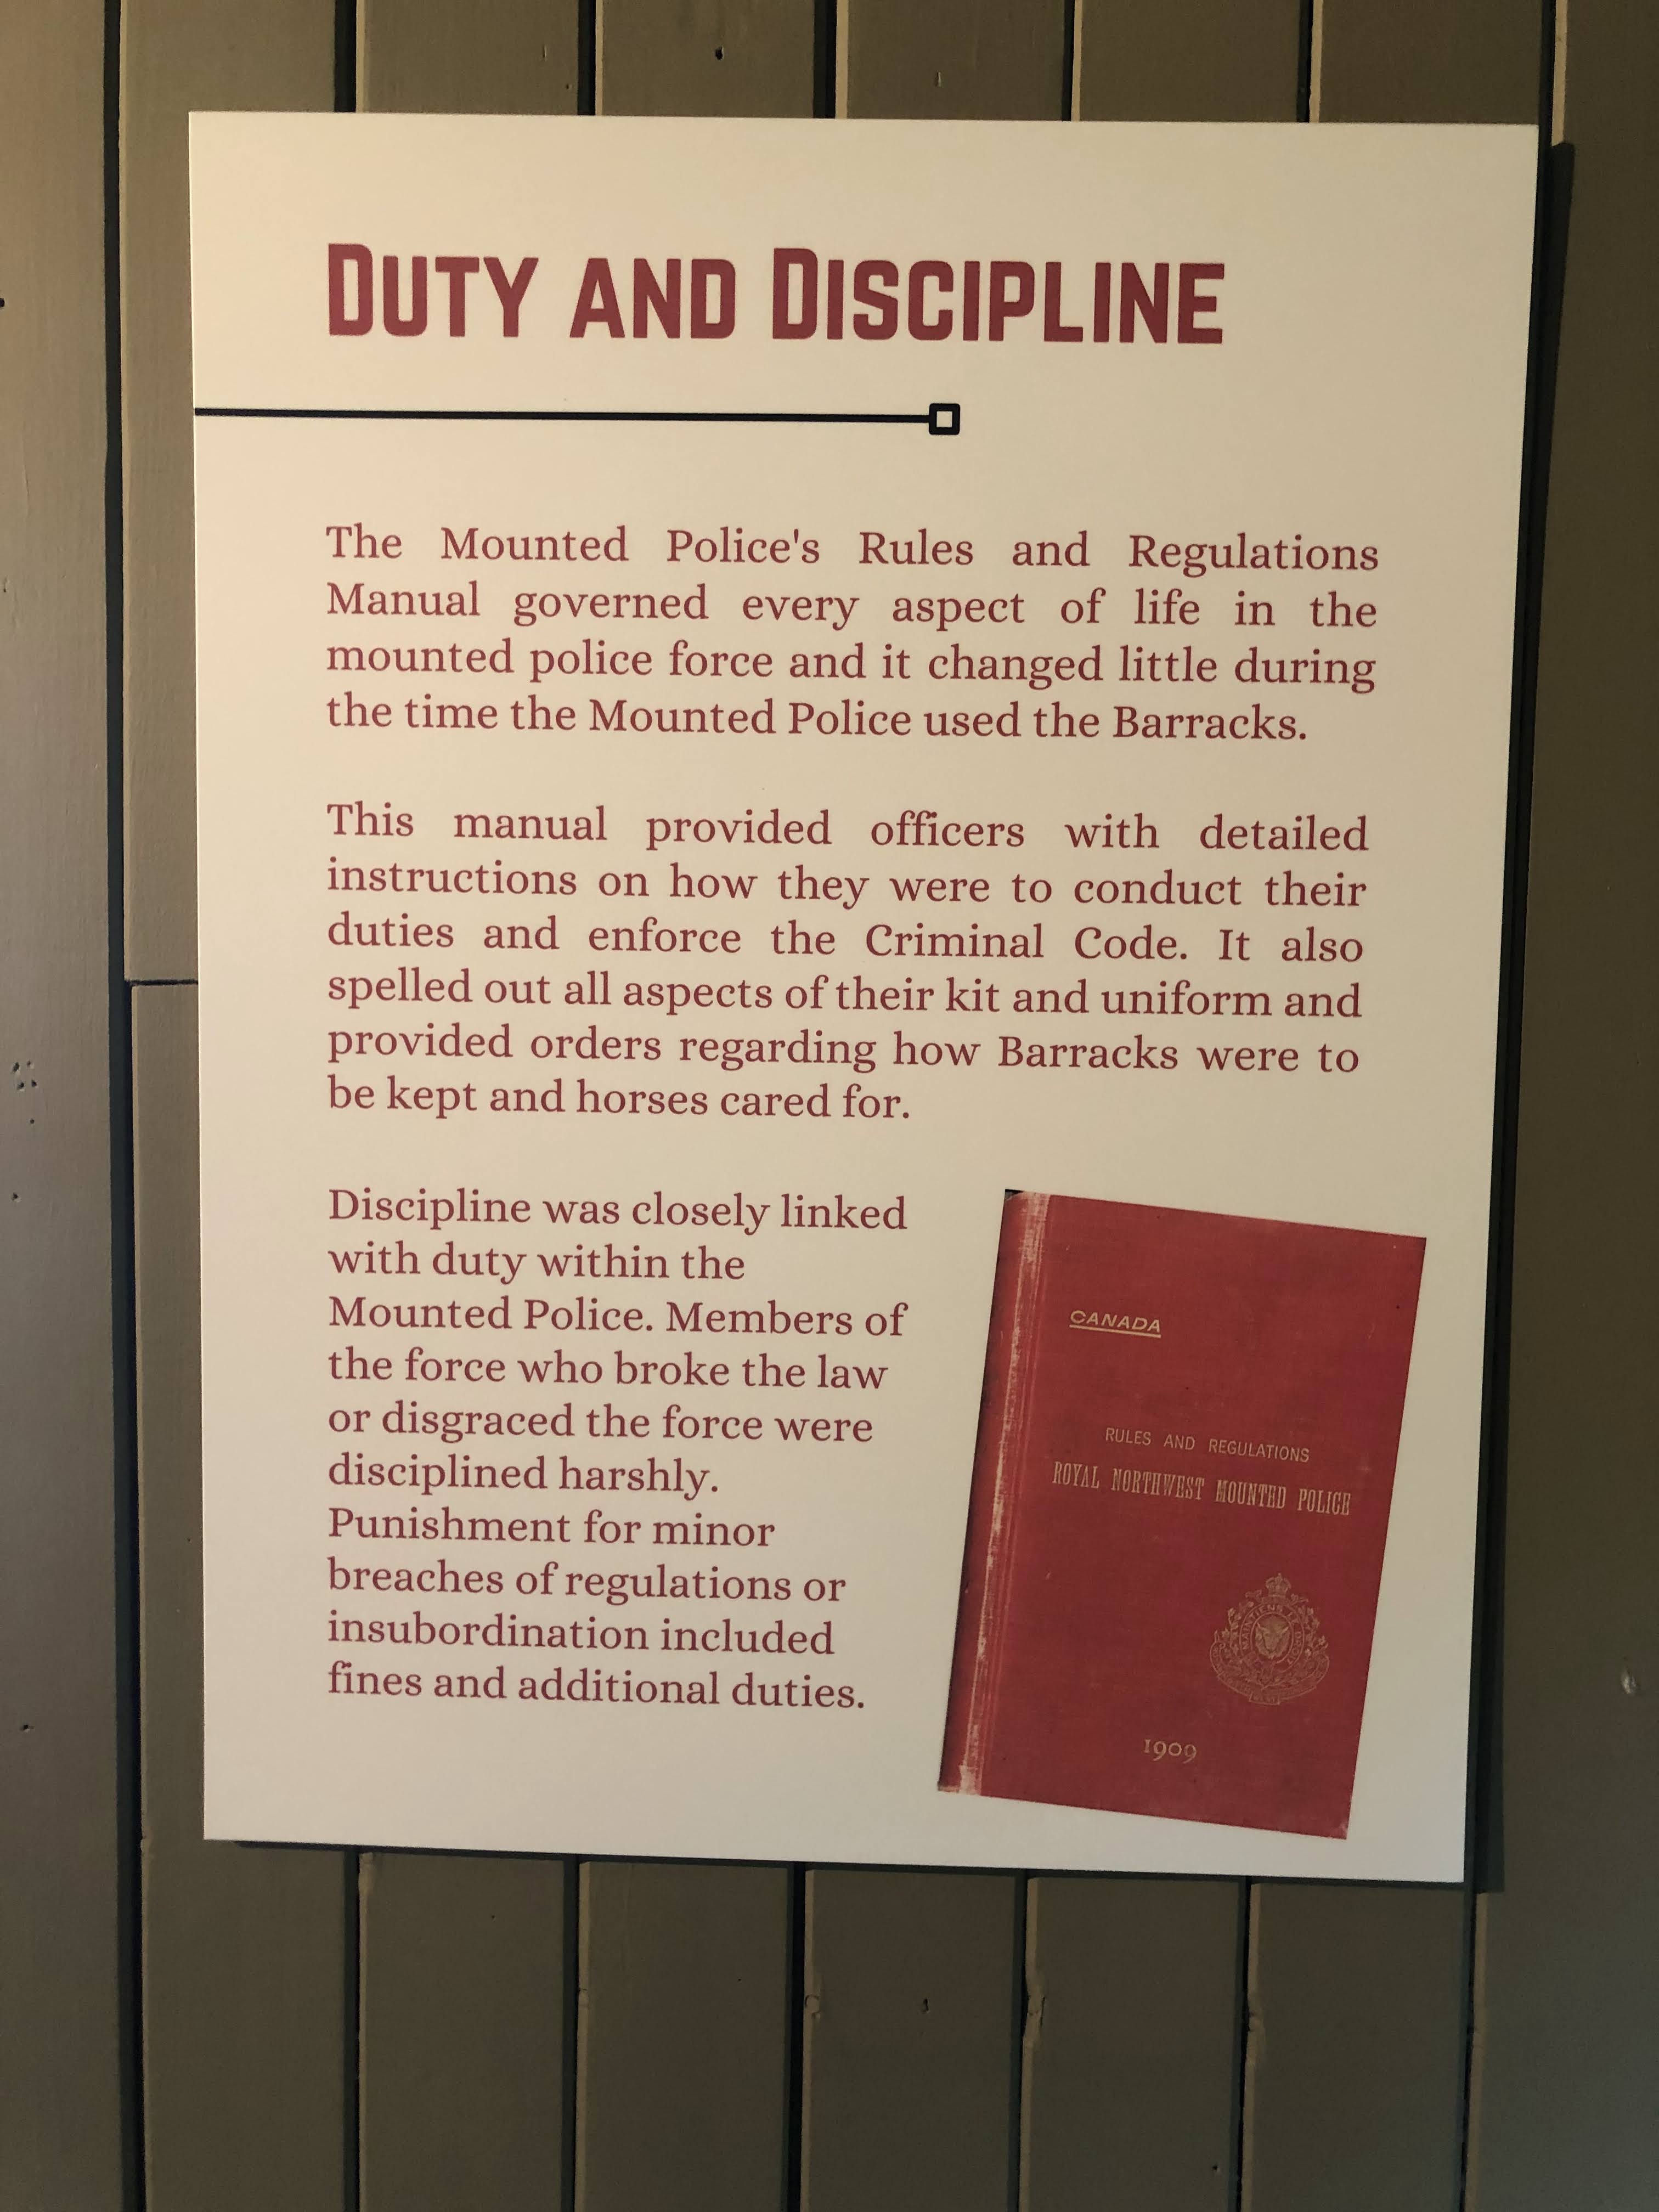 DUTY AND DISCIPLINE
The Mounted Police's Rules and Regulations
Manual governed every aspect of life in the
mounted police force and it changed little during
the time the Mounted Police used the Barracks.
This manual provided officers with detailed
instructions on how they were to conduct their
duties and enforce the Criminal Code. It also
spelled out all aspects of their kit and uniform and
provided orders regarding how Barracks were to
be kept and horses cared for.
Discipline was closely linked
with duty within the
Mounted Police. Members of
the force who broke the law
or disgraced the force were
disciplined harshly.
Punishment for minor
breaches of regulations or
insubordination included
fines and additional duties.
CANADA
RULES AND REGULATIONS
ROYAL NORTHWEST MOUNTED POLICE
MAINTIENS LE DROIT
1909